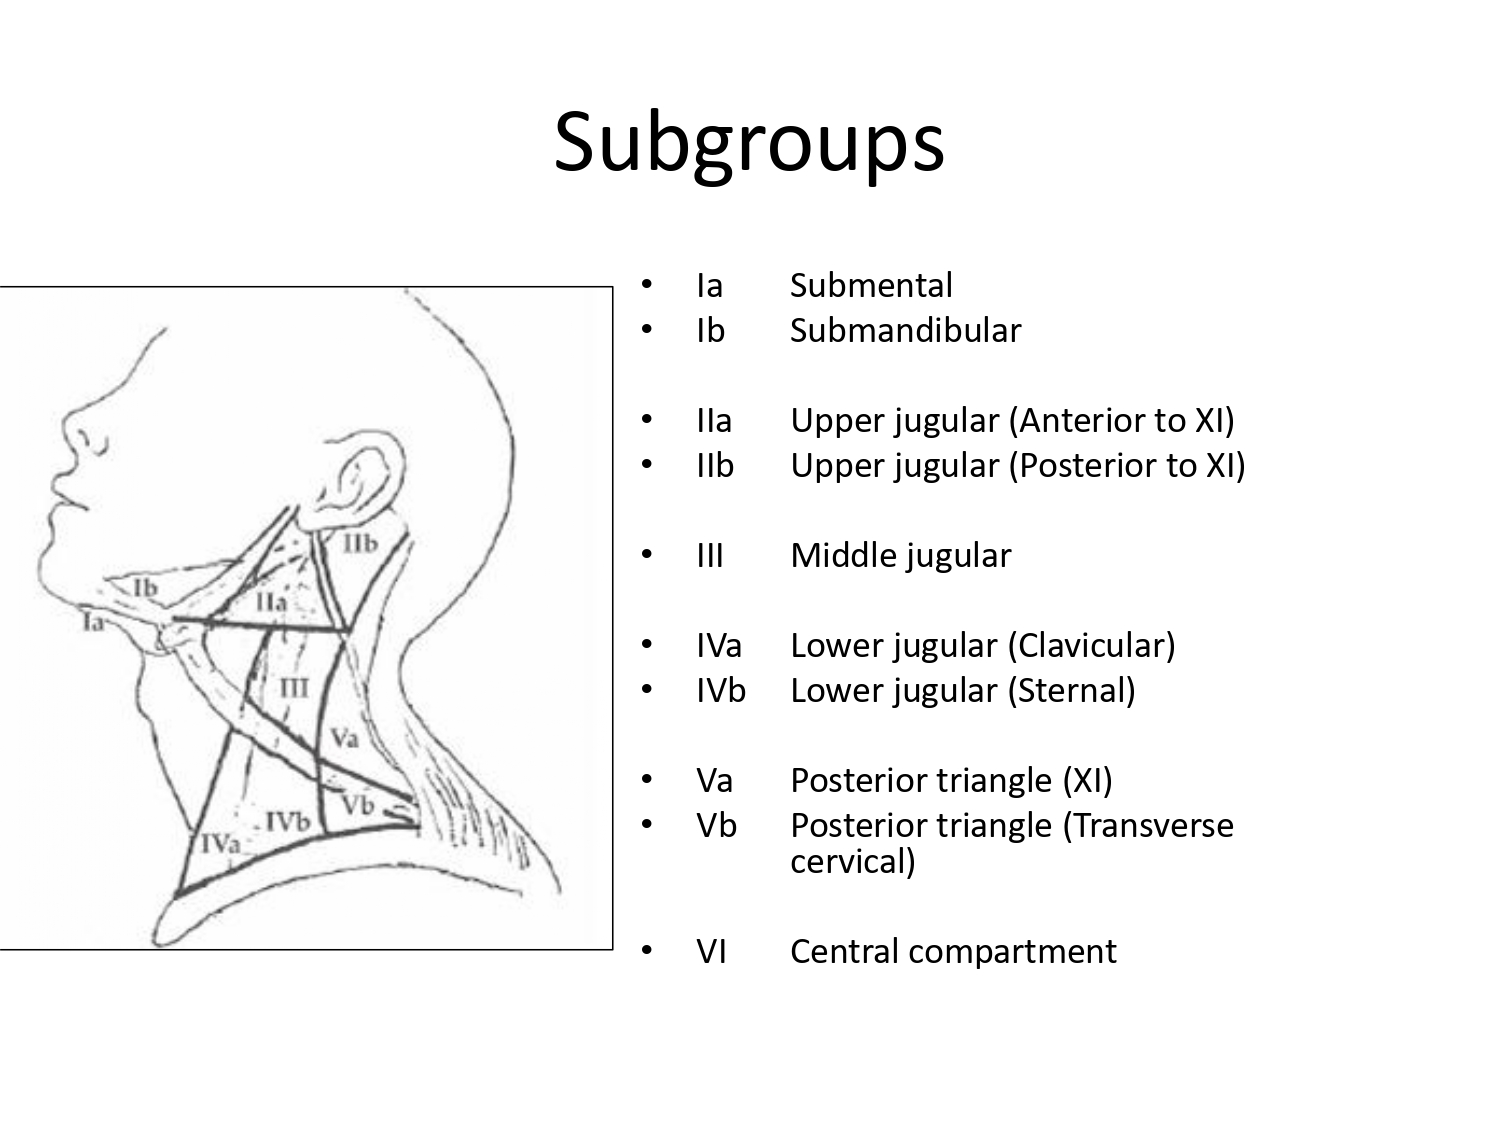 Subgroups
• Ia Submental
• Ib Submandibular
• IIa Upper jugular (Anterior to XI)
• IIb Upper jugular (Posterior to XI)
• III Middle jugular
• IVa Lower jugular (Clavicular)
• IVb Lower jugular (Sternal)
• Va Posterior triangle (XI)
• Vb Posterior triangle (Transverse
cervical)
• VI Central compartment
IIb
Ib
IIa
Ia
III
Va
Vb
IVb
IVa